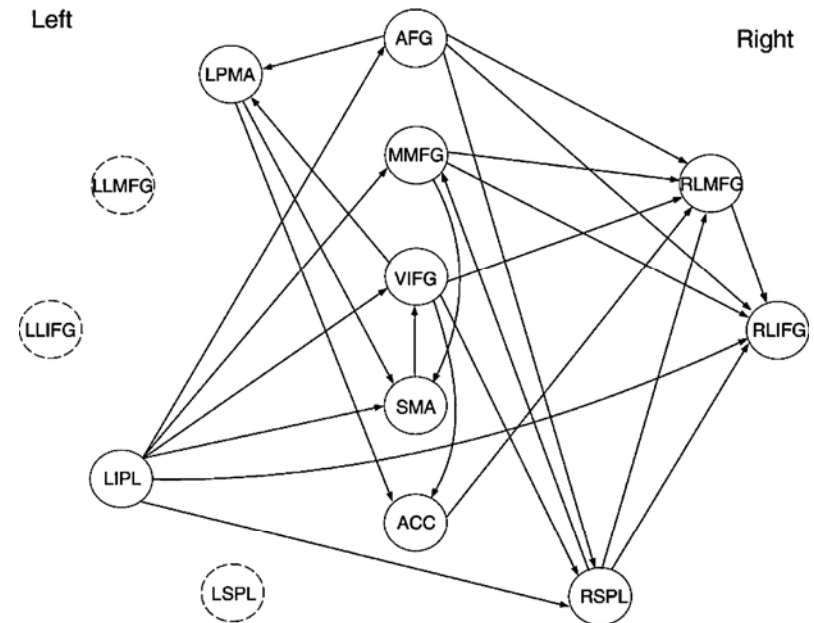 Left
Right
AFG
LPMA
MMFG
LLMFG
RLMFG
VIFG
LLIFG
RLIFG
SMA
LIPL
ACC
LSPL
RSPL